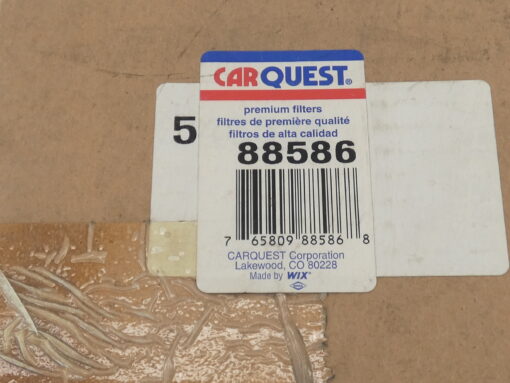 CARQUEST®
premium filters
filtres de première qualité
filtros de alta calidad
5
88586
7 65809 88586 8
CARQUEST Corporation
Lakewood, CO 80228
Made by WIX®